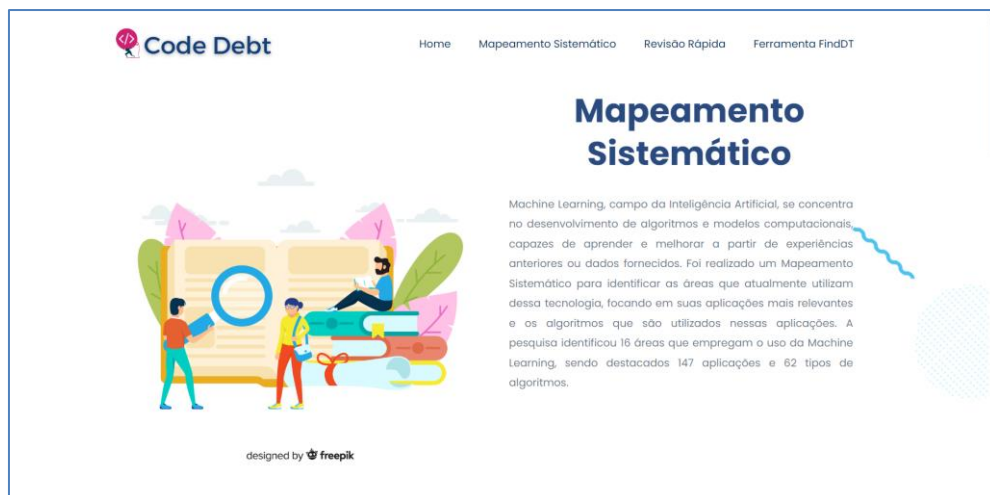 Code Debt
Home Mapeamento Sistemático Revisão Rápida Ferramenta FindDT
Mapeamento
Sistemático
Machine Learning, campo da Inteligência Artificial, se concentra
no desenvolvimento de algoritmos e modelos computacionais,
capazes de aprender e melhorar a partir de experiências
anteriores ou dados fornecidos. Foi realizado um Mapeamento
Sistemático para identificar as áreas que atualmente utilizam
dessa tecnologia, focando em suas aplicações mais relevantes
e os algoritmos que são utilizados nessas aplicações. A
pesquisa identificou 16 áreas que empregam o uso da Machine
Learning, sendo destacados 147 aplicações e 62 tipos de
algoritmos.
designed by freepik